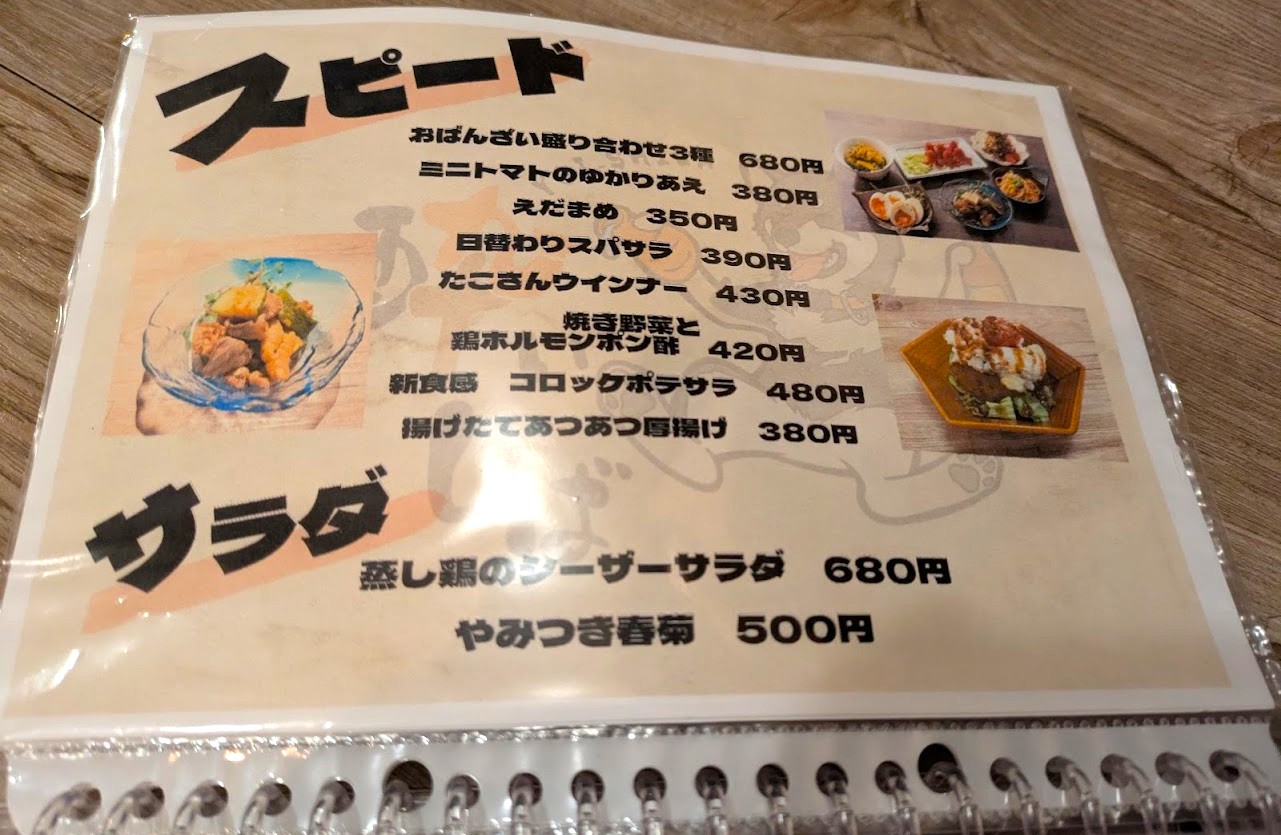 スピード
おばんざい盛り合わせ3種 680円
ミニトマトのゆかりあえ 380円
えだまめ 350円
日替わりスパサラ 390円
たこさんウインナー 430円
焼き野菜と
鶏ホルモンポン酢 420円
新食感 コロッケポテサラ 480円
揚げたてあつあつ厚揚げ 380円
サラダ
蒸し鶏のシーザーサラダ 680円
やみつき春菊 500円